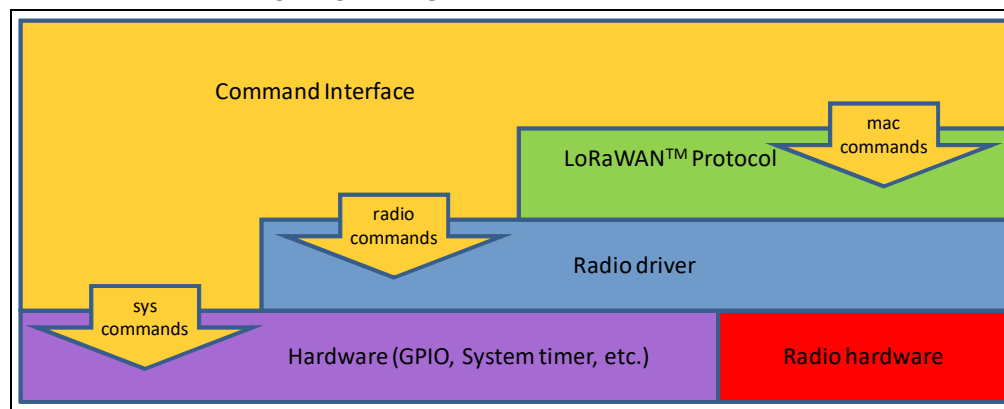 Command Interface
mac
commands
LoRaWAN™ Protocol
radio
commands
Radio driver
sys
commands
Hardware (GPIO, System timer, etc.)
Radio hardware